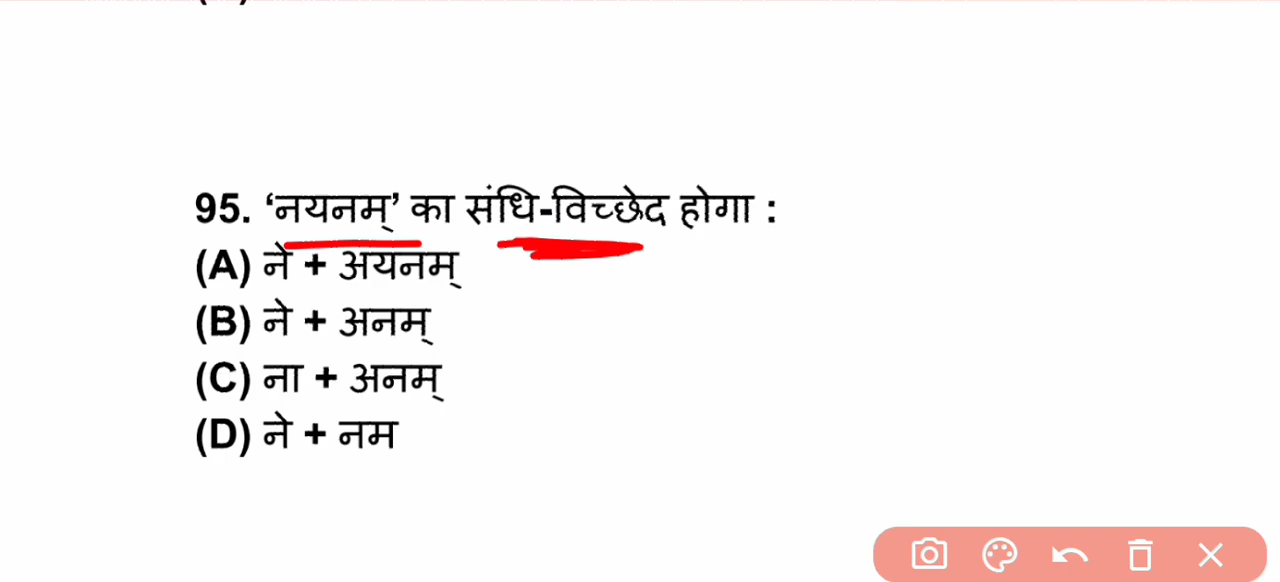 95. ‘नयनम्’ का संधि-विच्छेद होगा :
(A) ने + अयनम्
(B) ने + अनम्
(C) ना + अनम्
(D) ने + नम